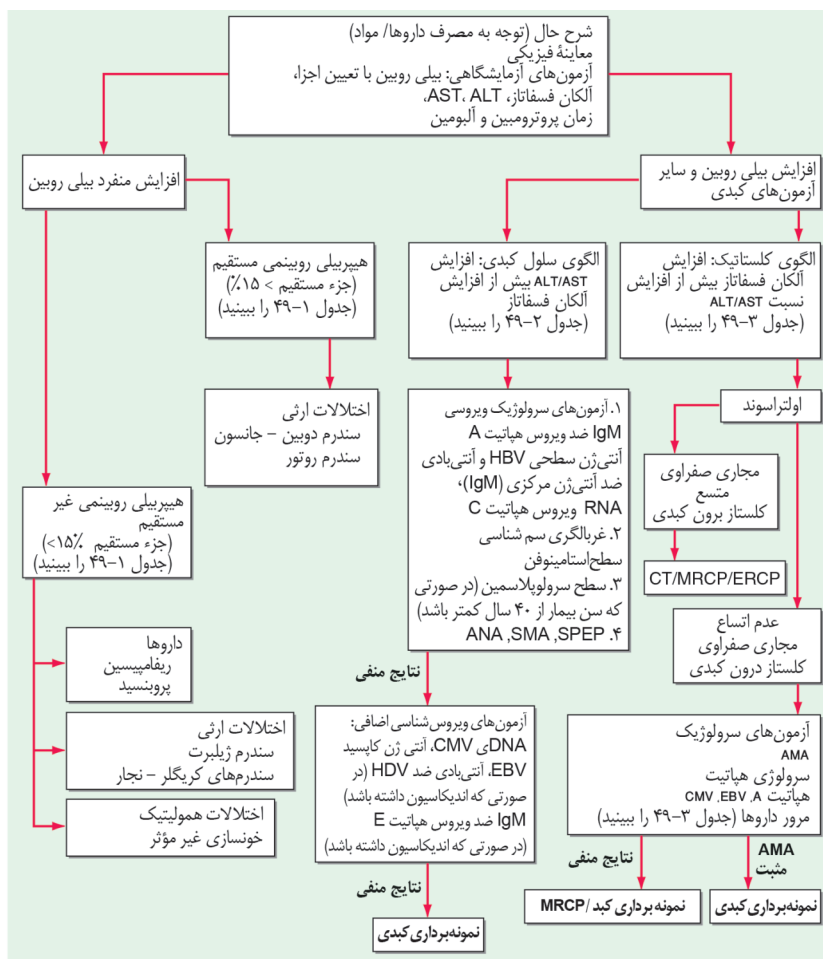 شرح حال (توجه به مصرف داروها/ مواد)
معاینهٔ فیزیکی
آزمون‌های آزمایشگاهی: بیلی روبین با تعیین اجزا،
آلکان فسفاتاز، AST، ALT،
زمان پروترومبین و آلبومین
افزایش بیلی روبین و سایر
آزمون‌های کبدی
افزایش منفرد بیلی روبین
الگوی کلستاتیک: افزایش
آلکان فسفاتاز بیش از افزایش
نسبت ALT/AST
(جدول ۳–۴۹ را ببینید)
الگوی سلول کبدی: افزایش
ALT/AST بیش از افزایش
آلکان فسفاتاز
(جدول ۲–۴۹ را ببینید)
هیپربیلی روبینمی مستقیم
(جزء مستقیم > ۱۵٪)
(جدول ۱–۴۹ را ببینید)
اولتراسوند
۱. آزمون‌های سرولوژیک ویروسی
IgM ضد ویروس هپاتیت A
آنتی‌ژن سطحی HBV و آنتی‌بادی
ضد آنتی‌ژن مرکزی (IgM)،
RNA ویروس هپاتیت C
۲. غربالگری سم شناسی
سطح‌استامینوفن
۳. سطح سرولوپلاسمین (در صورتی
که سن بیمار از ۴۰ سال کمتر باشد)
۴. ANA ,SMA ,SPEP
اختلالات ارثی
سندرم دوبین – جانسون
سندرم روتور
مجاری صفراوی
متسع
کلستاز برون کبدی
هیپربیلی روبینمی غیر
مستقیم
(جزء مستقیم ۱۵٪>)
(جدول ۱–۴۹ را ببینید)
CT/MRCP/ERCP
عدم اتساع
مجاری صفراوی
کلستاز درون کبدی
داروها
ریفامپیسین
پروبنسید
نتایج منفی
آزمون‌های ویروس‌شناسی اضافی:
DNAی CMV، آنتی ژن کاپسید
EBV، آنتی‌بادی ضد HDV (در
صورتی که اندیکاسیون داشته باشد)
IgM ضد ویروس هپاتیت E
(در صورتی که اندیکاسیون داشته باشد)
آزمون‌های سرولوژیک
AMA
سرولوژی هپاتیت
هپاتیت A, EBV, CMV
مرور داروها (جدول ۳–۴۹ را ببینید)
اختلالات ارثی
سندرم ژیلبرت
سندرم‌های کریگلر – نجار
اختلالات همولیتیک
خونسازی غیر مؤثر
AMA
مثبت
نتایج منفی
نتایج منفی
نمونه‌برداری کبدی
نمونه‌برداری کبد /MRCP
نمونه‌برداری کبدی